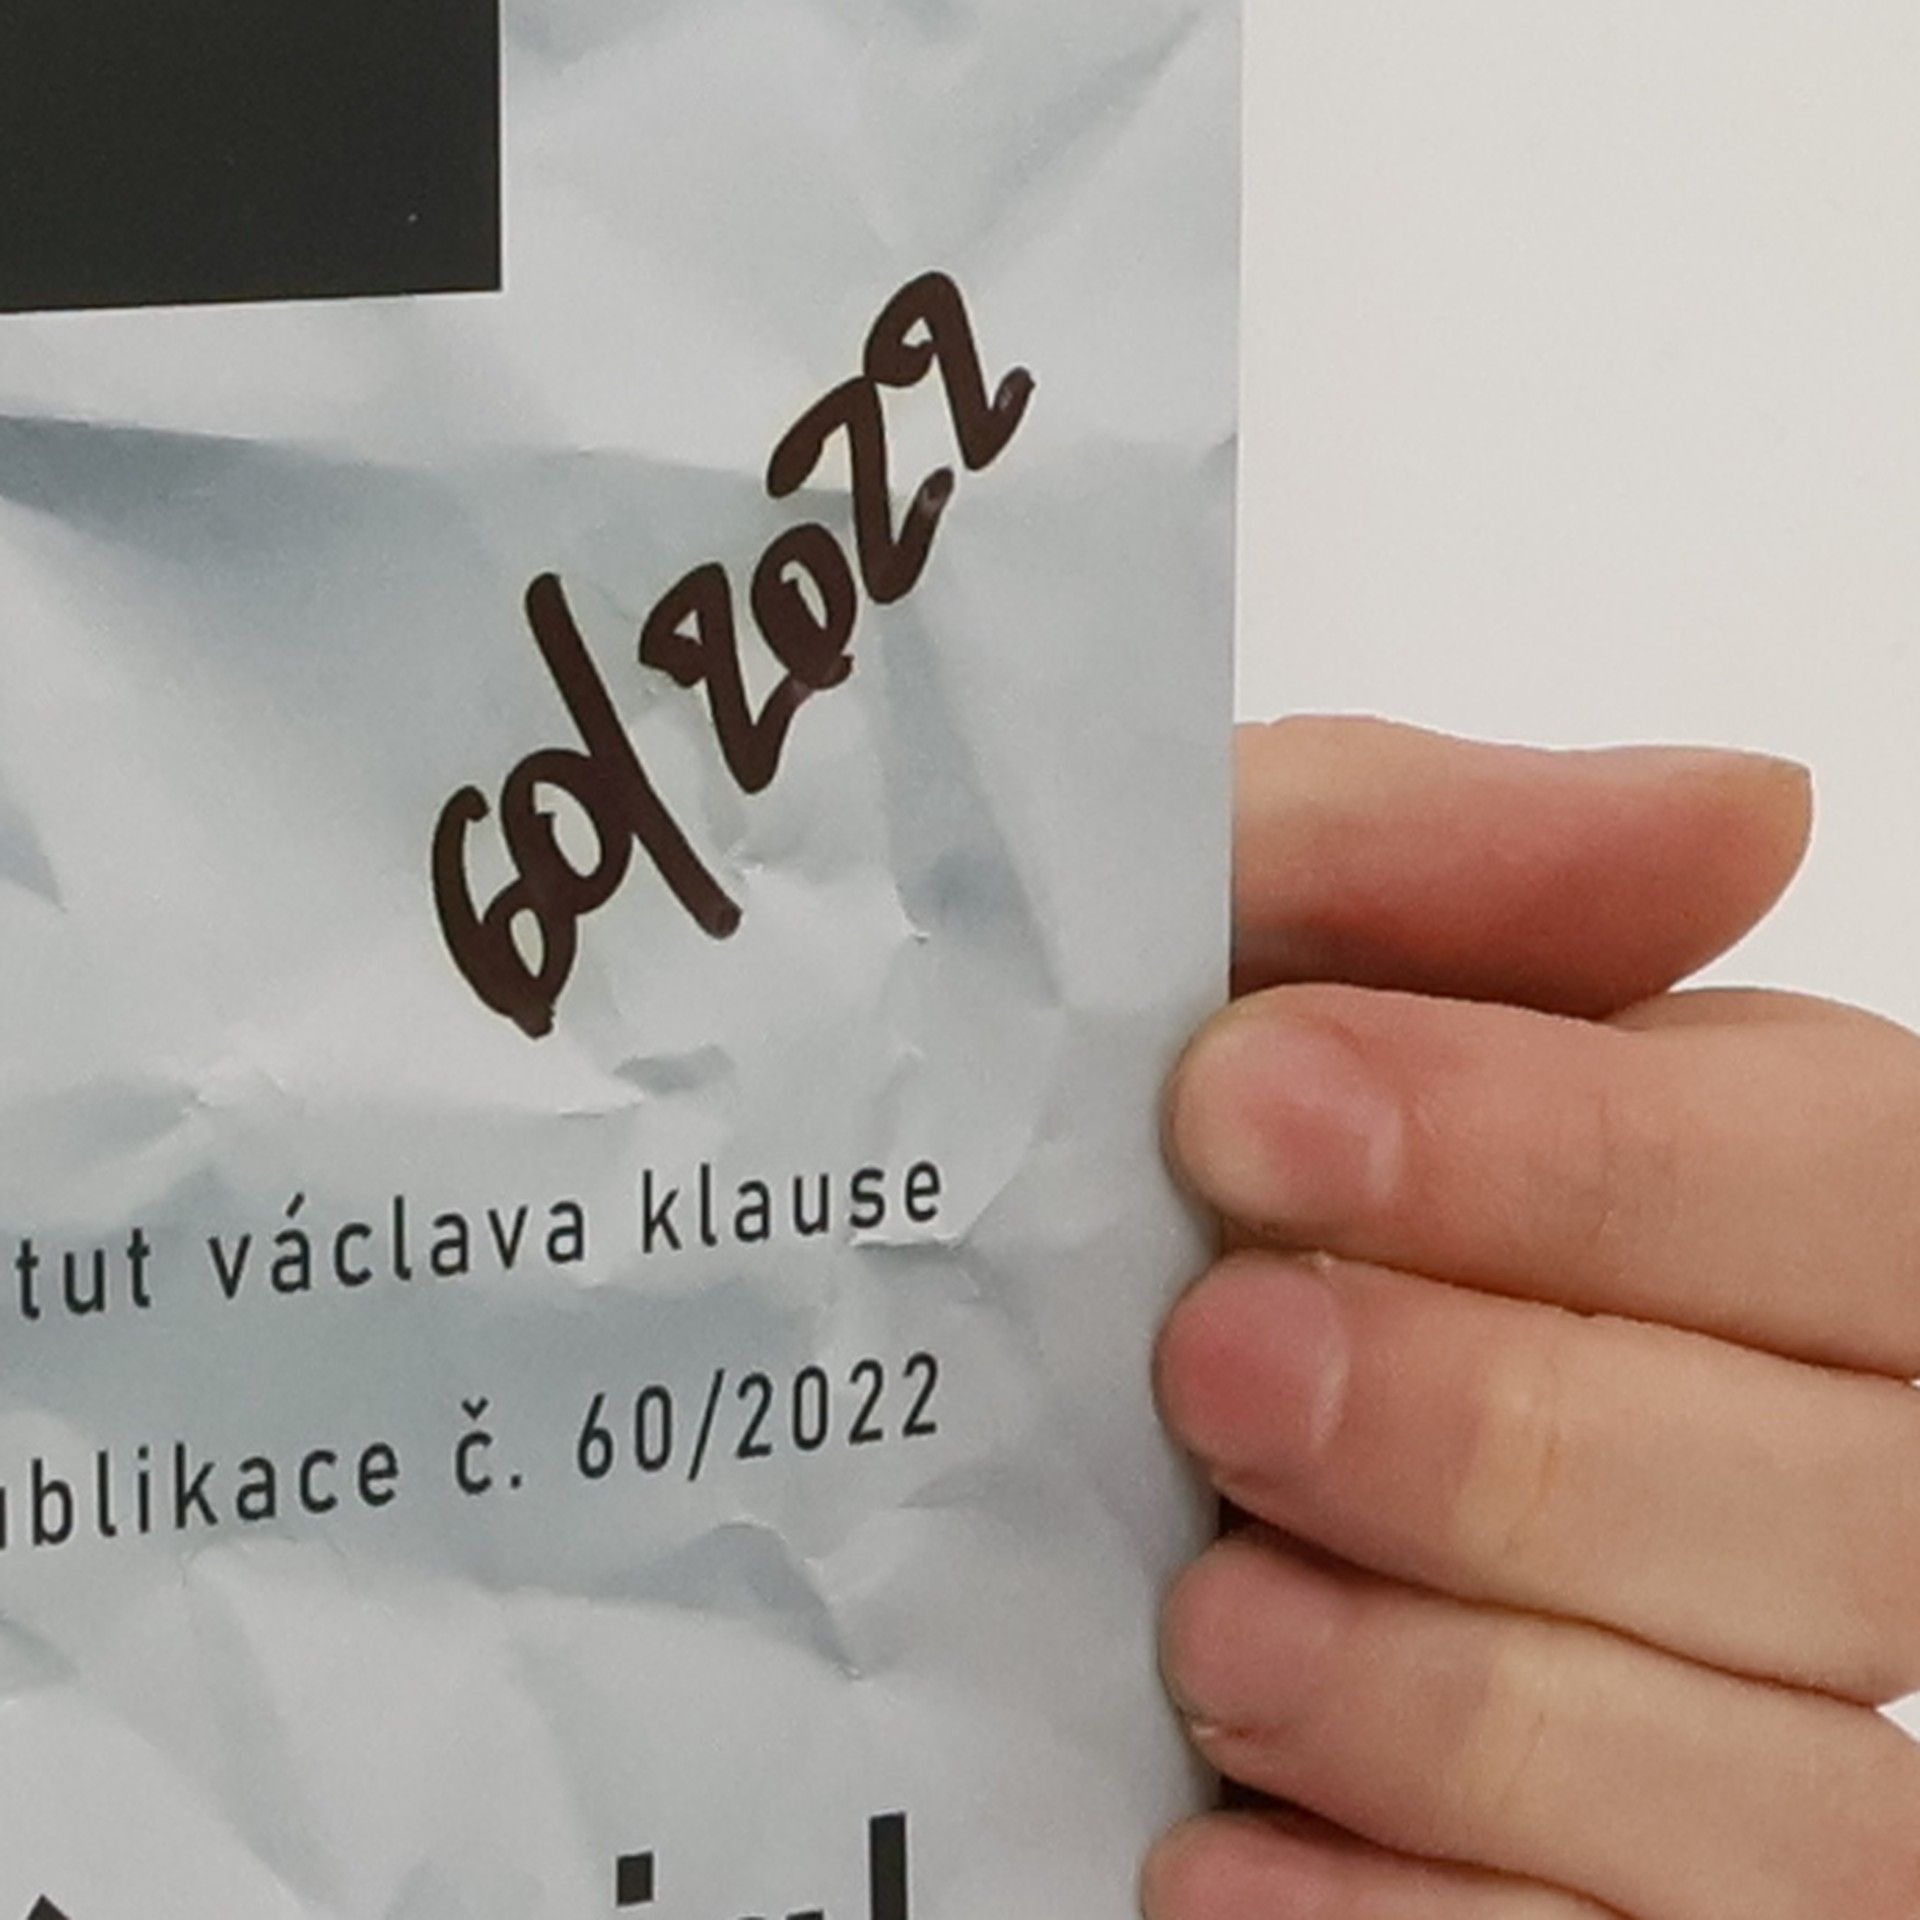 60/2022
tut václava klause
ublikace č. 60/2022